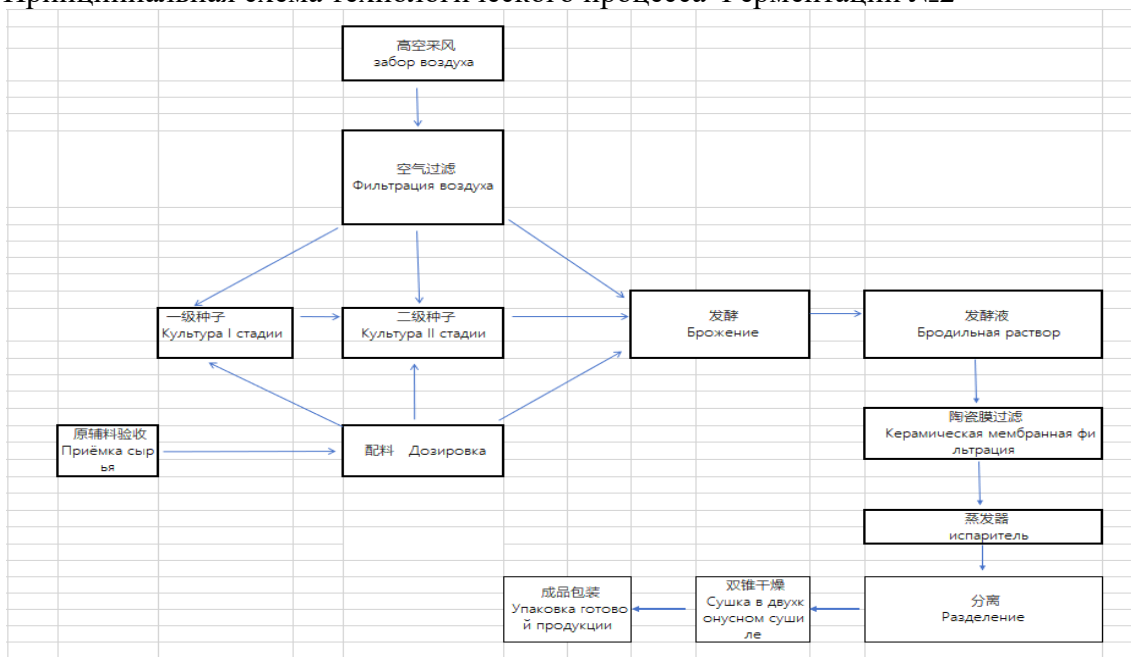 Принципиальная схема технологического процесса Ферментации №2
高空采风
забор воздуха
空气过滤
Фильтрация воздуха
一级种子
Культура I стадии
二级种子
Культура II стадии
发酵
Брожение
发酵液
Бродильная раствор
原辅料验收
Приёмка сыр
ья
配料 Дозировка
陶瓷膜过滤
Керамическая мембранная фи
льтрация
蒸发器
испаритель
成品包装
Упаковка готово
й продукции
双锥干燥
Сушка в двухк
онусном суши
ле
分离
Разделение